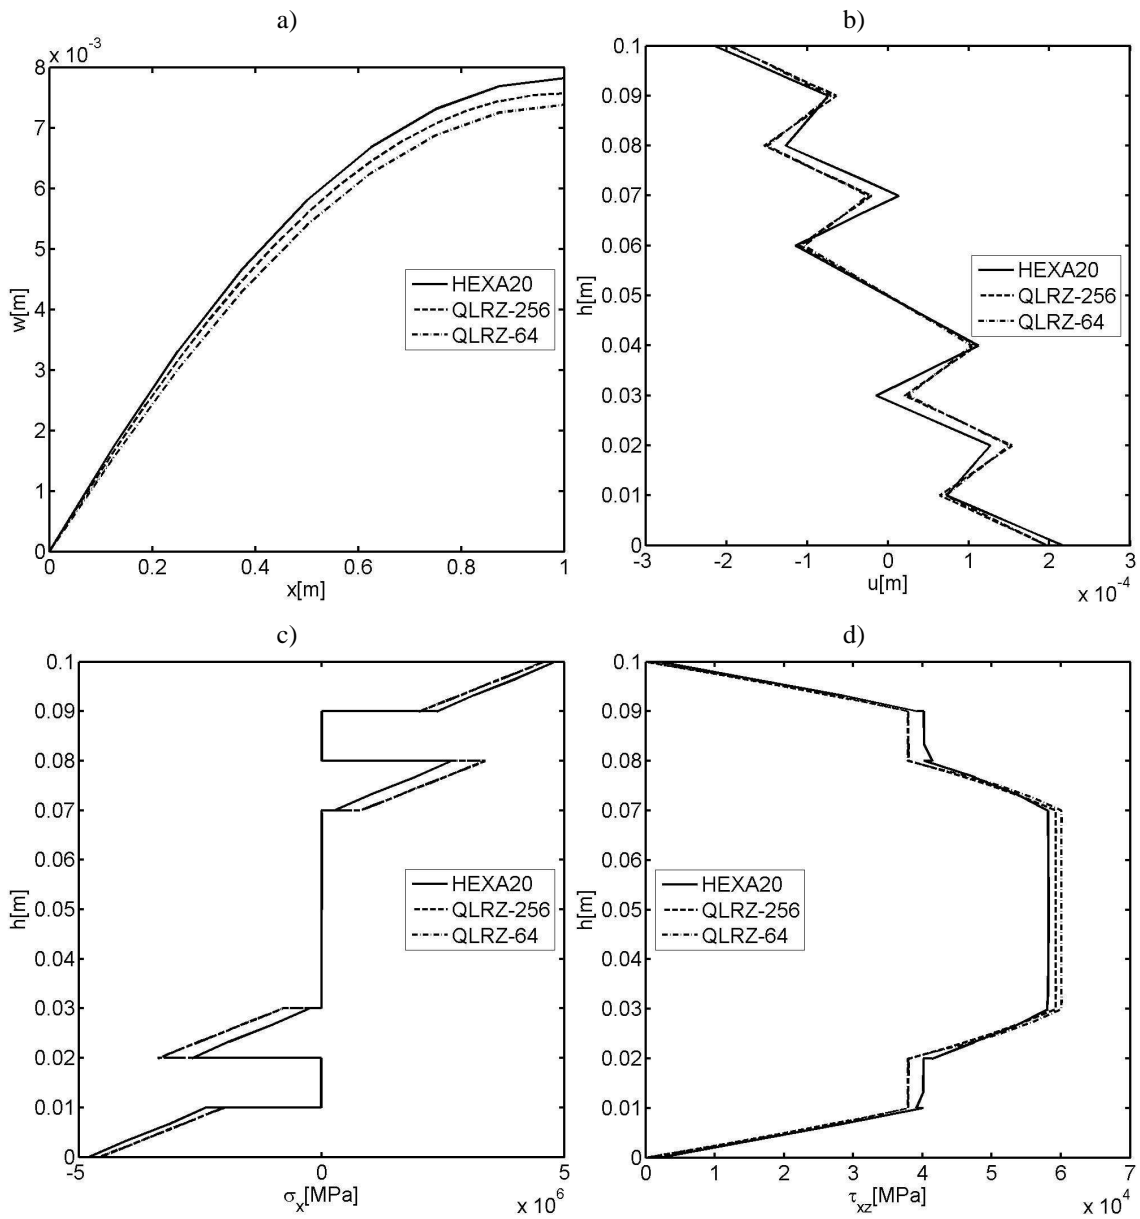 a)
x 10^-3
8
7
6
5
4
3
2
1
0
0
0.2
0.4
0.6
0.8
1
w[m]
x[m]
HEXA20
QLRZ-256
QLRZ-64
b)
0.1
0.09
0.08
0.07
0.06
0.05
0.04
0.03
0.02
0.01
0
-3
-2
-1
0
1
2
3
h[m]
u[m]
x 10^-4
HEXA20
QLRZ-256
QLRZ-64
c)
0.1
0.09
0.08
0.07
0.06
0.05
0.04
0.03
0.02
0.01
0
-5
0
5
h[m]
σx[MPa]
x 10^6
HEXA20
QLRZ-256
QLRZ-64
d)
0.1
0.09
0.08
0.07
0.06
0.05
0.04
0.03
0.02
0.01
0
0
1
2
3
4
5
6
7
h[m]
τxz[MPa]
x 10^4
HEXA20
QLRZ-256
QLRZ-64